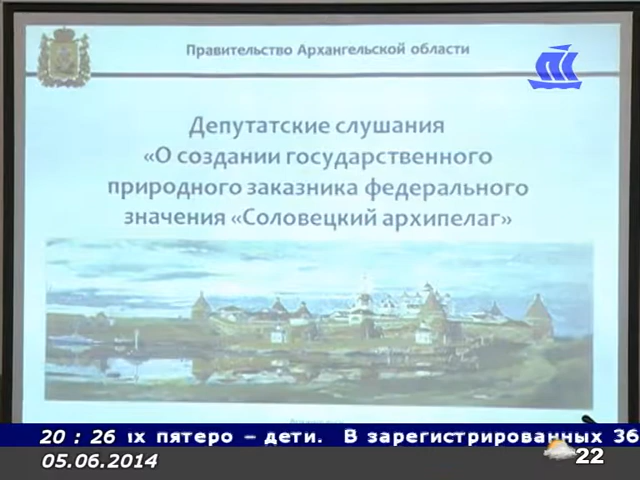 Правительство Архангельской области
Депутатские слушания
«О создании государственного
природного заказника федерального
значения «Соловецкий архипелаг»
20 : 26 ых пятеро – дети. В зарегистрированных 36
05.06.2014
22